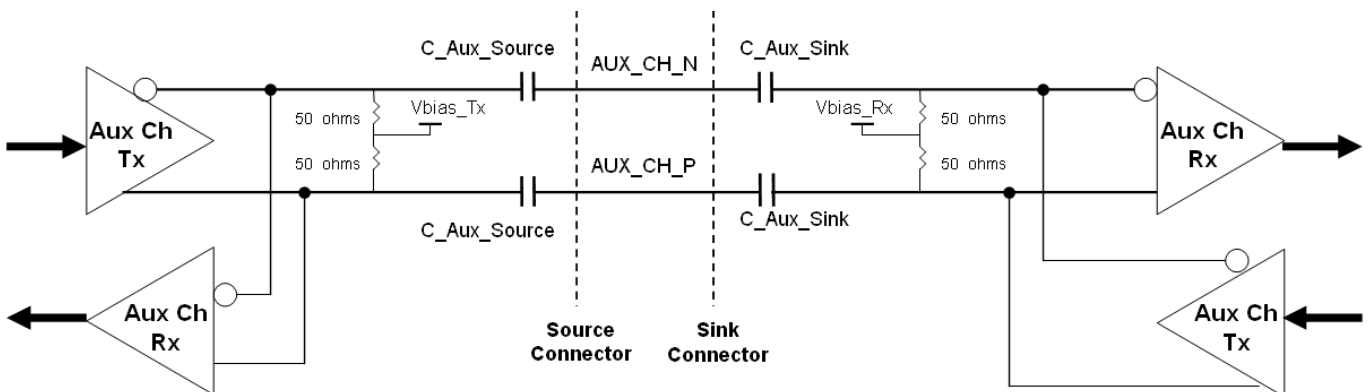 C_Aux_Source
AUX_CH_N
C_Aux_Sink
Aux Ch
Tx
50 ohms
Vbias_Tx
50 ohms
Vbias_Rx
50 ohms
50 ohms
Aux Ch
Rx
AUX_CH_P
C_Aux_Source
C_Aux_Sink
Aux Ch
Rx
Source
Connector
Sink
Connector
Aux Ch
Tx